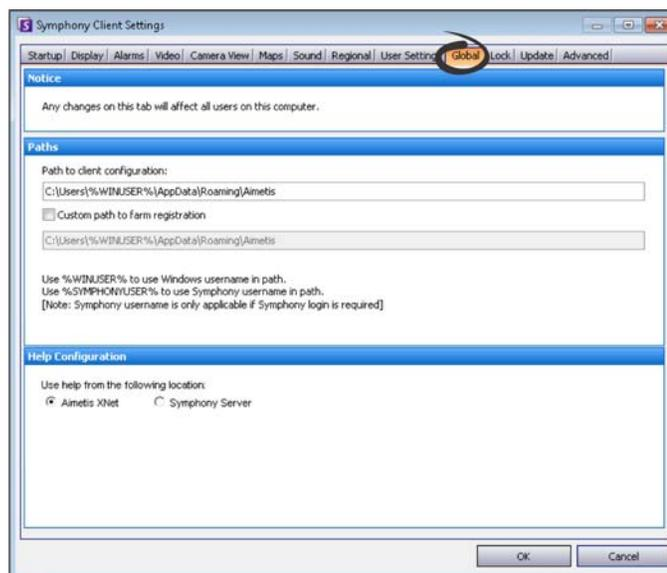 Symphony Client Settings
Startup Display Alarms Video Camera View Maps Sound Regional User Setting Global Lock Update Advanced
Notice
Any changes on this tab will affect all users on this computer.
Paths
Path to client configuration:
C:\Users\%WINUSER%\AppData\Roaming\Aimetis
Custom path to farm registration
C:\Users\%WINUSER%\AppData\Roaming\Aimetis
Use %WINUSER% to use Windows username in path.
Use %SYMPHONYUSER% to use Symphony username in path.
[Note: Symphony username is only applicable if Symphony login is required]
Help Configuration
Use help from the following location:
Aimetis XNet Symphony Server
OK Cancel